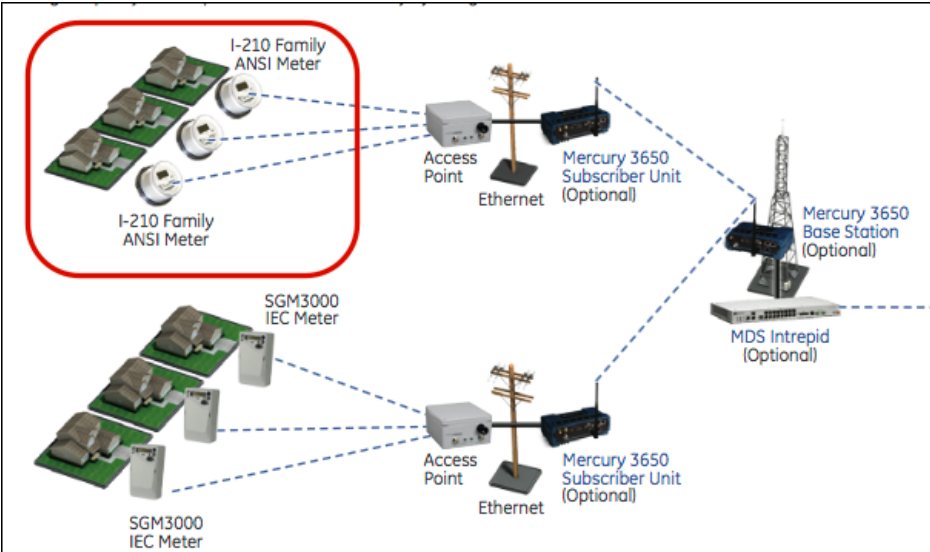 I-210 Family
ANSI Meter
I-210 Family
ANSI Meter
Access
Point
Ethernet
Mercury 3650
Subscriber Unit
(Optional)
Mercury 3650
Base Station
(Optional)
MDS Intrepid
(Optional)
SGM3000
IEC Meter
SGM3000
IEC Meter
Access
Point
Ethernet
Mercury 3650
Subscriber Unit
(Optional)